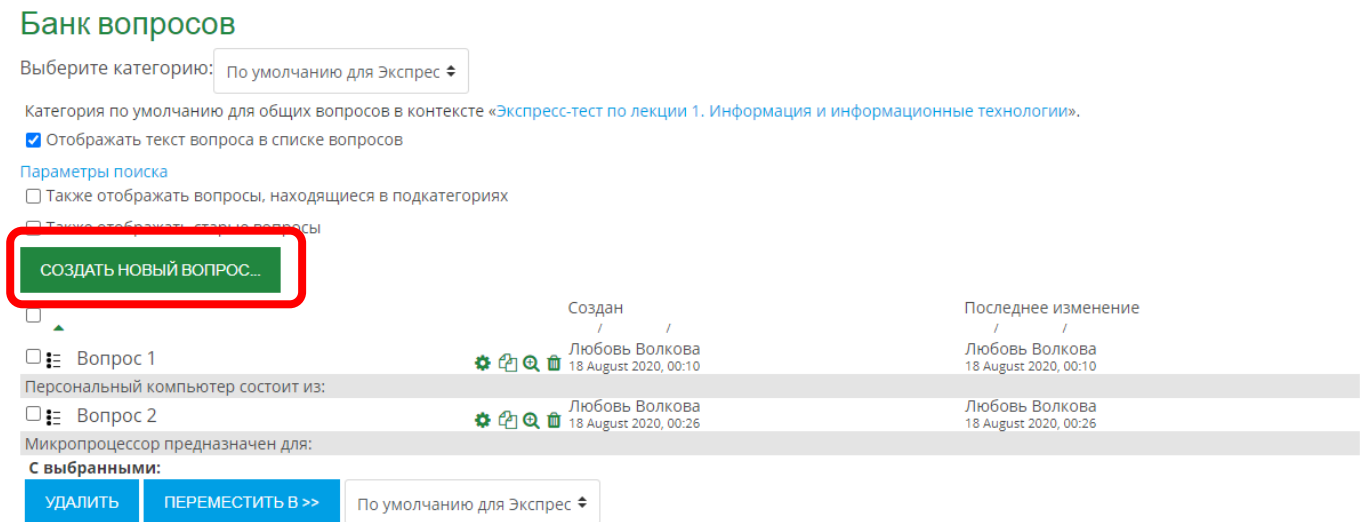 Банк вопросов
Выберите категорию: По умолчанию для Экспрес
Категория по умолчанию для общих вопросов в контексте «Экспресс-тест по лекции 1. Информация и информационные технологии».
Отображать текст вопроса в списке вопросов
Параметры поиска
Также отображать вопросы, находящиеся в подкатегориях
Также отображать старые вопросы
СОЗДАТЬ НОВЫЙ ВОПРОС...
Создан Последнее изменение
/ / / /
Вопрос 1 Любовь Волкова Любовь Волкова
18 August 2020, 00:10 18 August 2020, 00:10
Персональный компьютер состоит из:
Вопрос 2 Любовь Волкова Любовь Волкова
18 August 2020, 00:26 18 August 2020, 00:26
Микропроцессор предназначен для:
С выбранными:
УДАЛИТЬ ПЕРЕМЕСТИТЬ В >> По умолчанию для Экспрес